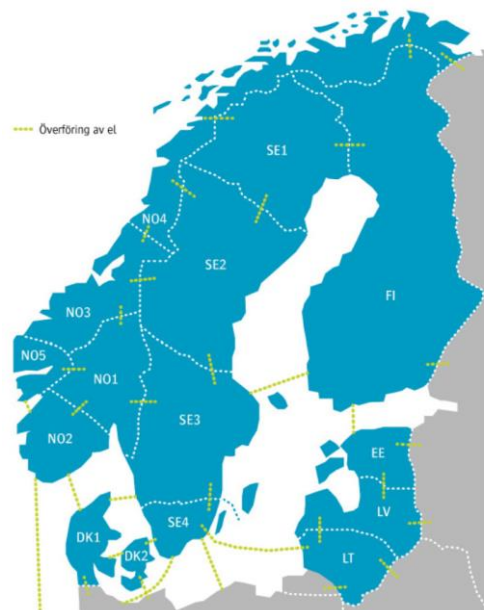 Överföring av el
SE1
NO4
SE2
FI
NO3
NO5
NO1
SE3
NO2
EE
LV
SE4
DK1
DK2
LT